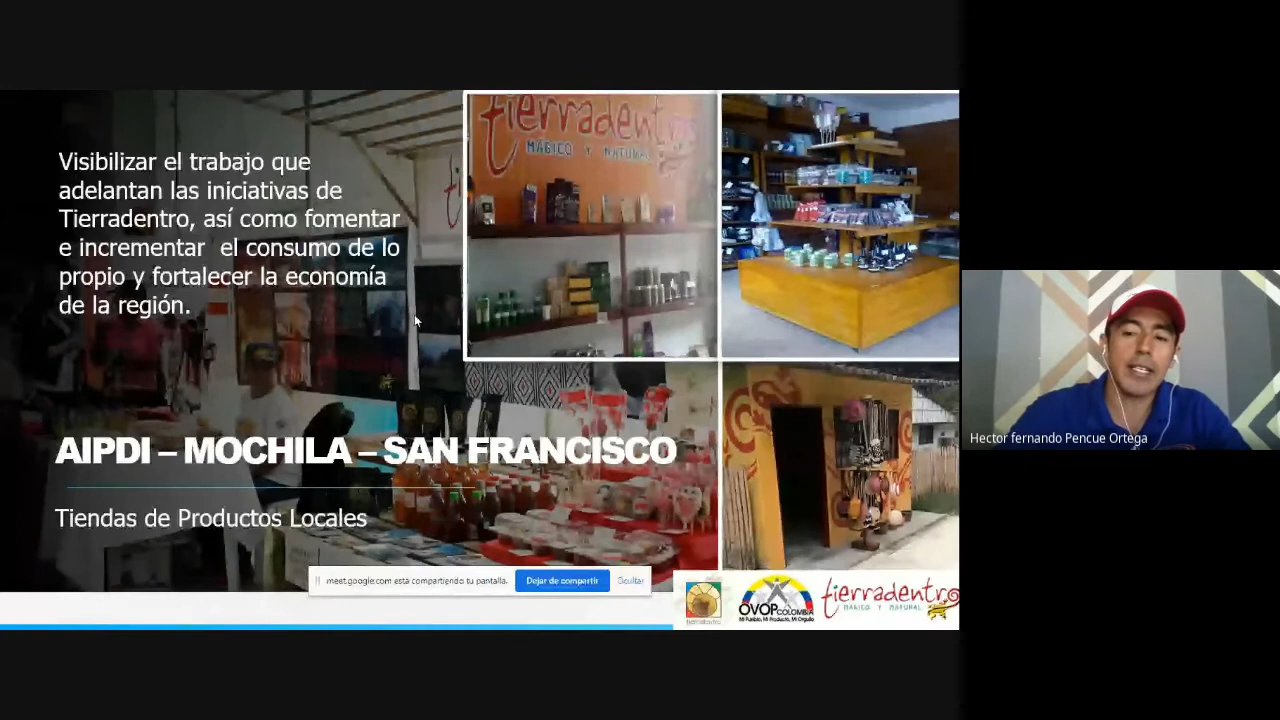 Visibilizar el trabajo que
adelantan las iniciativas de
Tierradentro, así como fomentar
e incrementar el consumo de lo
propio y fortalecer la economía
de la región.
AIPDI – MOCHILA – SAN FRANCISCO
Tiendas de Productos Locales
tierradentro
MÁGICO Y NATURAL
Hector fernando Pencue Ortega
meet.google.com está compartiendo tu pantalla.
Dejar de compartir
Ocultar
tierradentro
OVOP COLOMBIA
Mi Pueblo, Mi Producto, Mi Orgullo
tierradentro
MÁGICO Y NATURAL